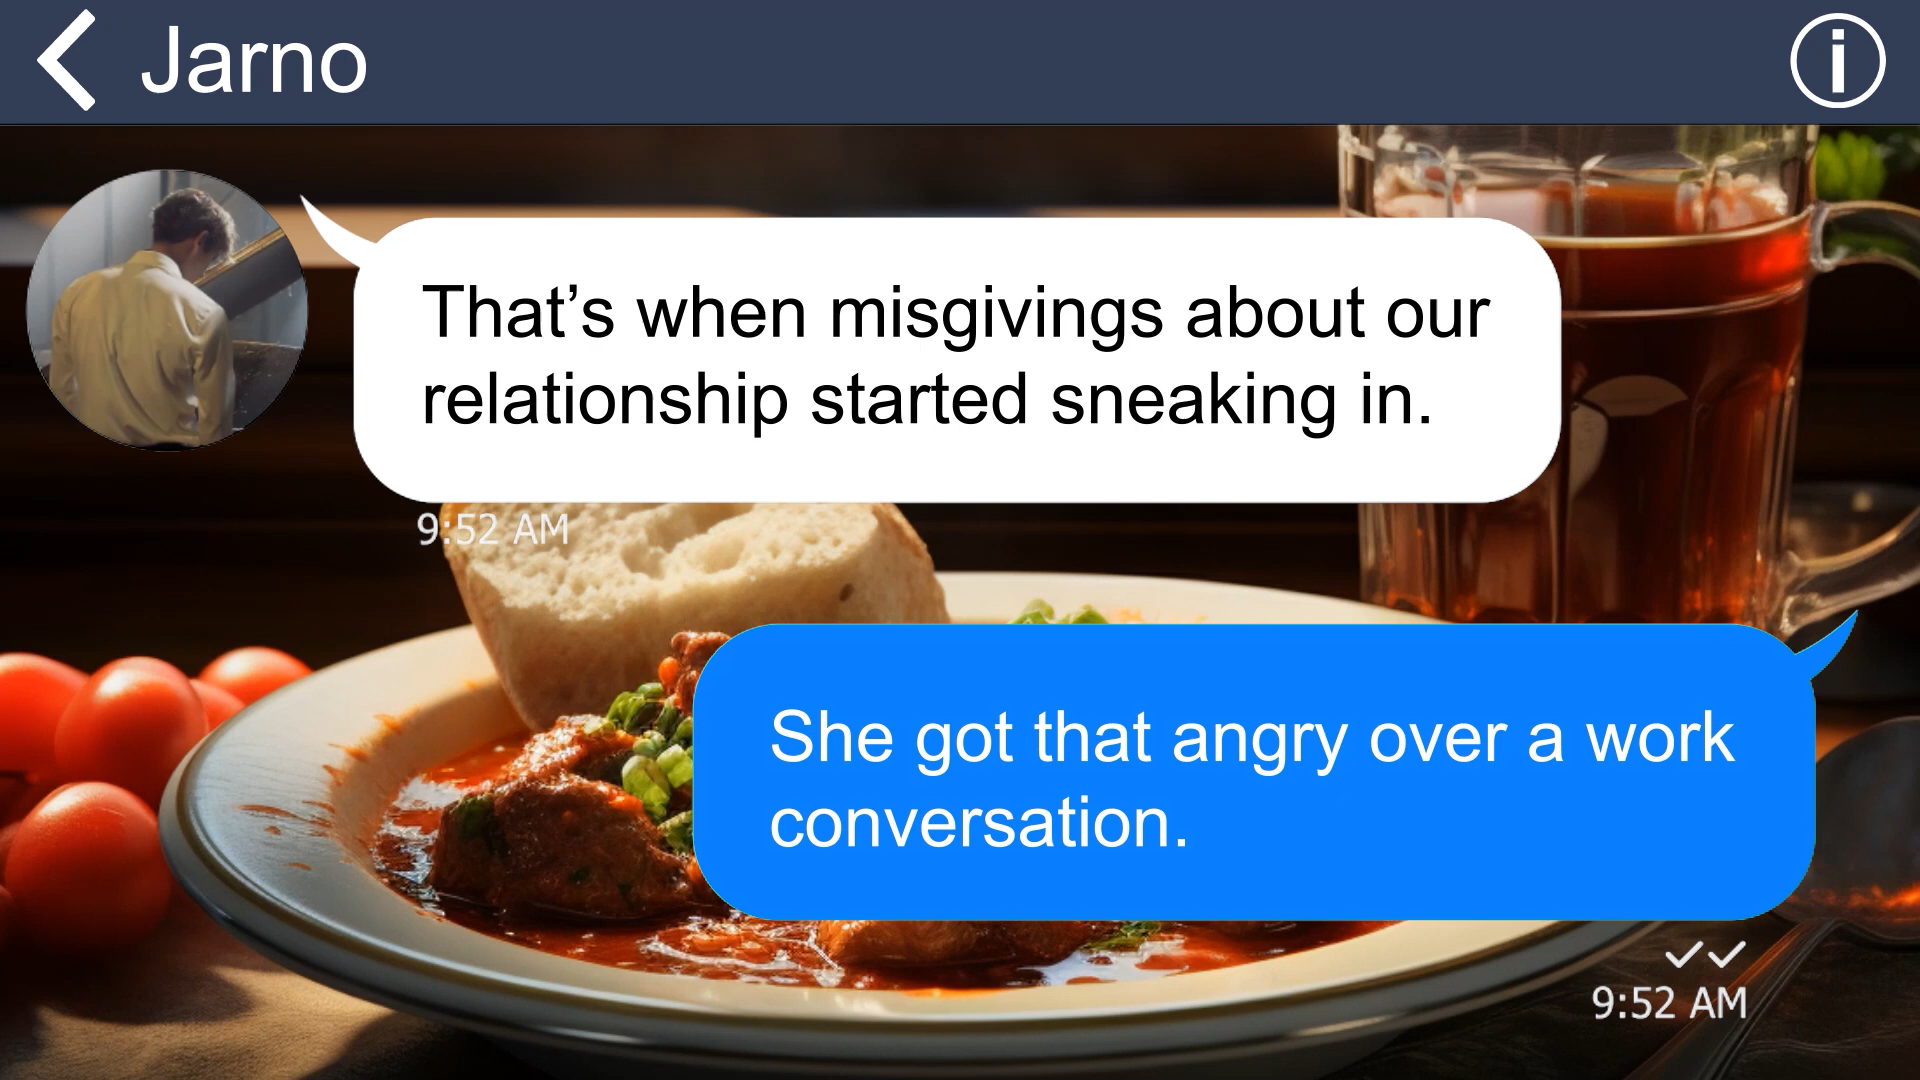 Jarno
That’s when misgivings about our
relationship started sneaking in.
9:52 AM
She got that angry over a work
conversation.
9:52 AM